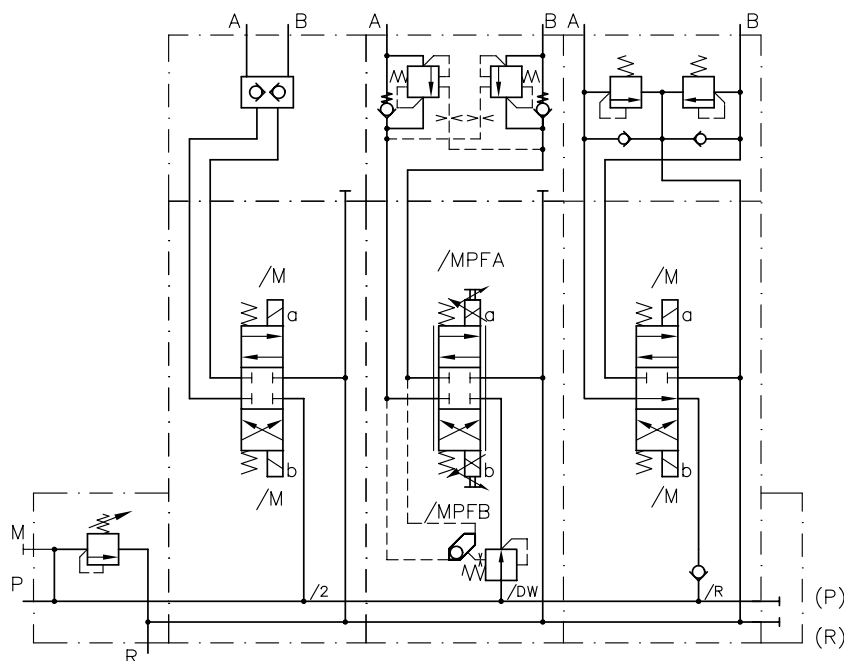 A B A B A B
/M /MPFA /M
a a a
b b b
/M /MPFB /M
M
P /2 /DW /R (P)
(R)
R